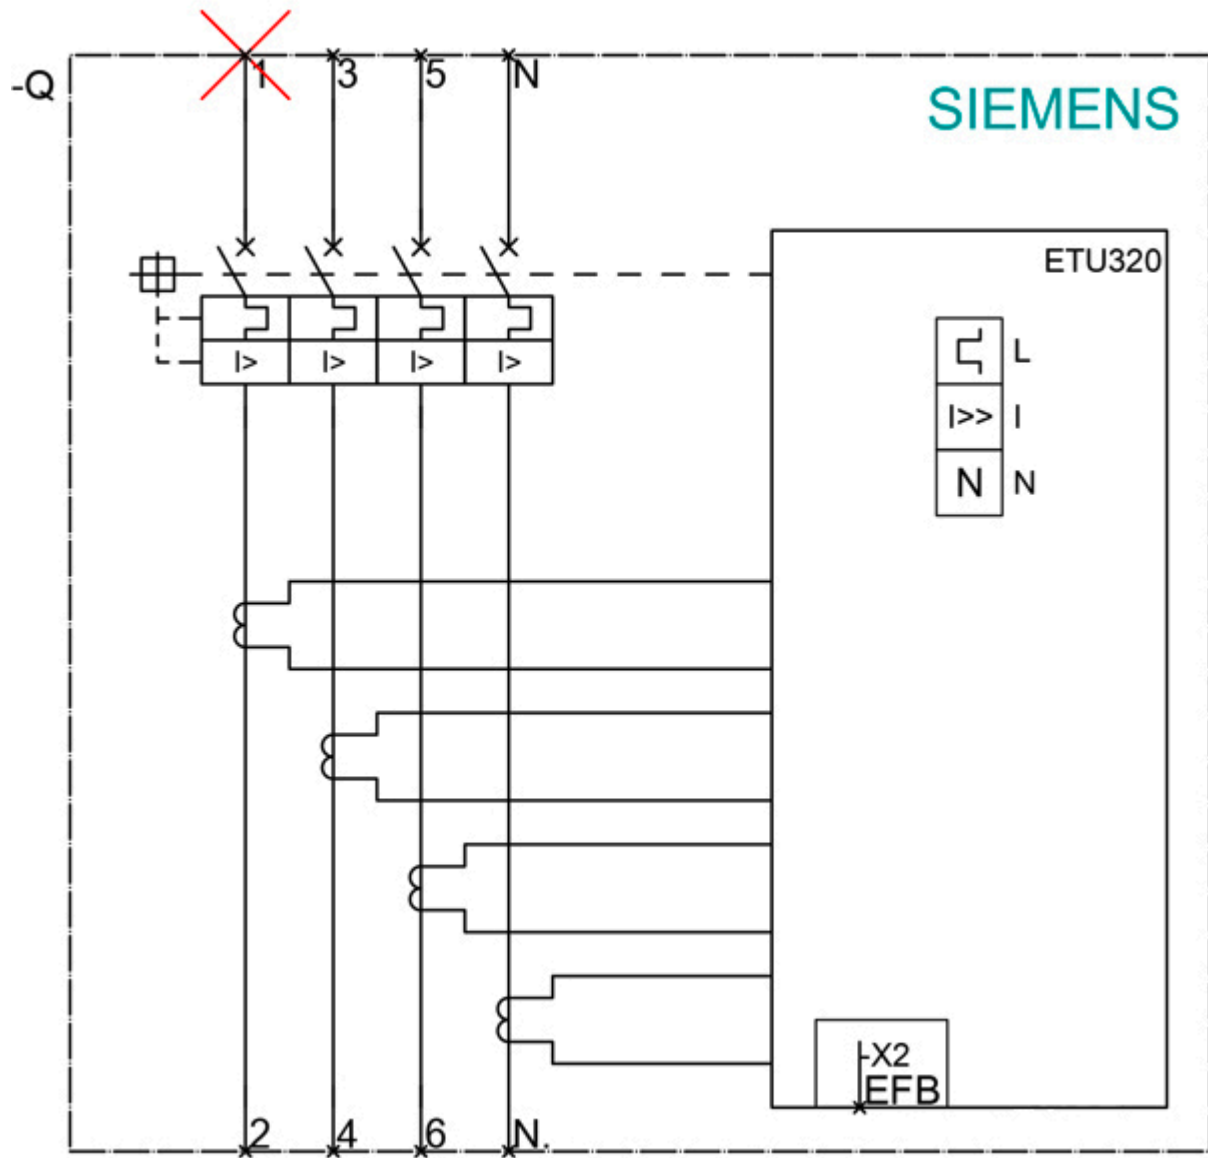 1 3 5 N
-Q
SIEMENS
ETU320
I> I> I> I>
L
I>> I
N N
-X2
EFB
2 4 6 N.